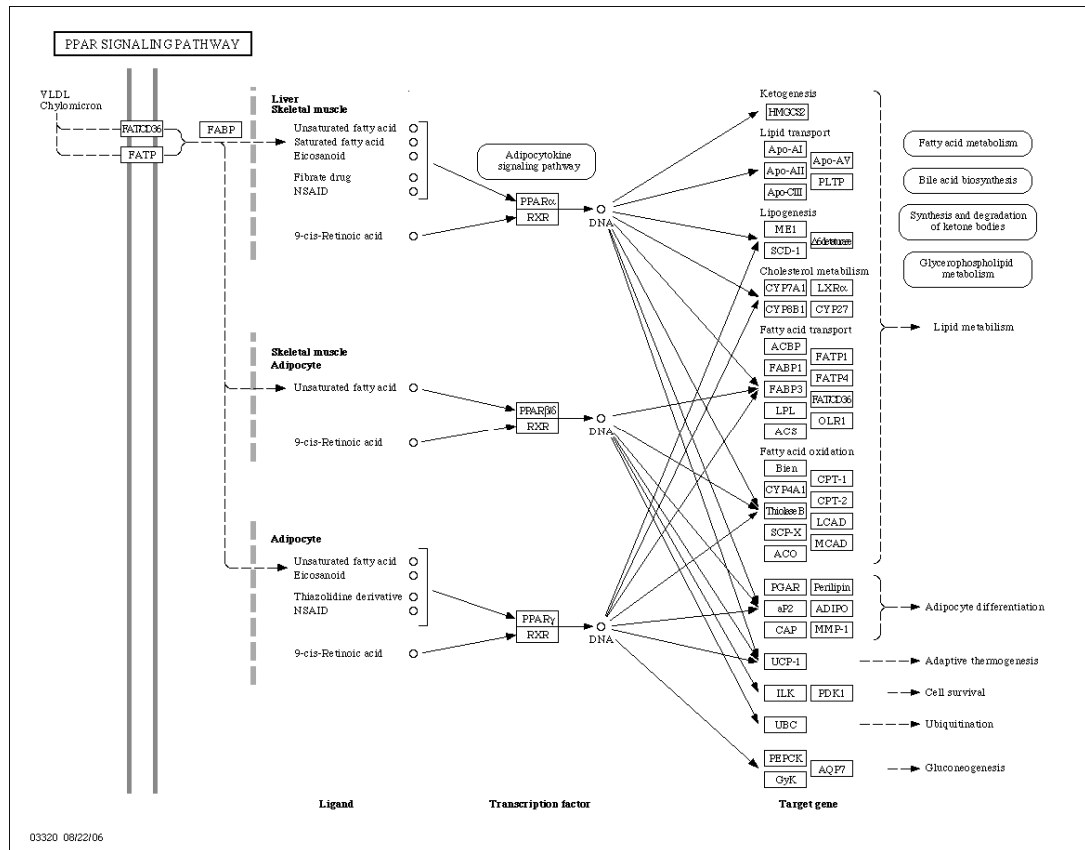 PPAR SIGNALING PATHWAY
VLDL
Chylomicron
FAT/CD36
FATP
FABP
Liver
Skeletal muscle
Unsaturated fatty acid
Saturated fatty acid
Eicosanoid
Fibrate drug
NSAID
9-cis-Retinoic acid
Adipocytokine
signaling pathway
PPARα
RXR
DNA
Skeletal muscle
Adipocyte
Unsaturated fatty acid
9-cis-Retinoic acid
PPARβ/δ
RXR
DNA
Adipocyte
Unsaturated fatty acid
Eicosanoid
Thiazolidine derivative
NSAID
9-cis-Retinoic acid
PPARγ
RXR
DNA
Ketogenesis
HMGCS2
Lipid transport
Apo-AI
Apo-AII
Apo-CIII
Apo-AV
PLTP
Lipogenesis
ME1
SCD-1
Δ6desaturase
Cholesterol metabolism
CYP7A1
LXRα
CYP8B1
CYP27
Fatty acid transport
ACBP
FABP1
FABP3
LPL
ACS
FATP1
FATP4
FAT/CD36
OLR1
Fatty acid oxidation
Bien
CYP4A1
Thiolase B
SCP-X
ACO
CPT-1
CPT-2
LCAD
MCAD
PGAR
Perilipin
aP2
ADIPO
CAP
MMP-1
UCP-1
ILK
PDK1
UBC
PEPCK
GyK
AQP7
Fatty acid metabolism
Bile acid biosynthesis
Synthesis and degradation
of ketone bodies
Glycerophospholipid
metabolism
Lipid metabilism
Adipocyte differentiation
Adaptive thermogenesis
Cell survival
Ubiquitination
Gluconeogenesis
Ligand
Transcription factor
Target gene
03320 08/22/06